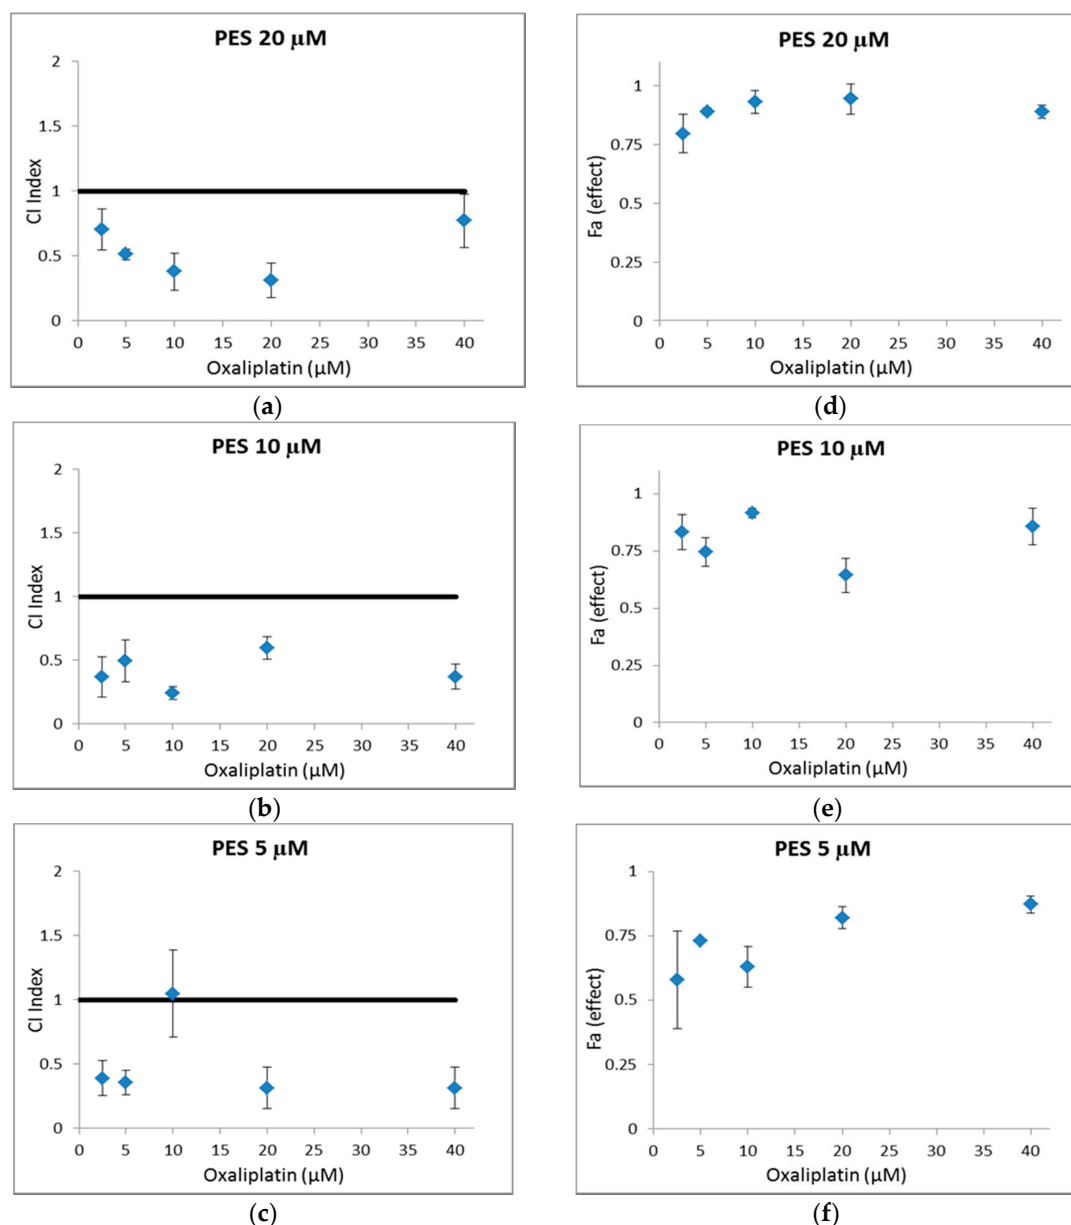 PES 20 μM
2
1.5
1
0.5
0
CI Index
0 5 10 15 20 25 30 35 40
Oxaliplatin (μM)
(a)
PES 20 μM
1
0.75
0.5
0.25
0
Fa (effect)
0 5 10 15 20 25 30 35 40
Oxaliplatin (μM)
(d)
PES 10 μM
2
1.5
1
0.5
0
CI Index
0 5 10 15 20 25 30 35 40
Oxaliplatin (μM)
(b)
PES 10 μM
1
0.75
0.5
0.25
0
Fa (effect)
0 5 10 15 20 25 30 35 40
Oxaliplatin (μM)
(e)
PES 5 μM
2
1.5
1
0.5
0
CI Index
0 5 10 15 20 25 30 35 40
Oxaliplatin (μM)
(c)
PES 5 μM
1
0.75
0.5
0.25
0
Fa (effect)
0 5 10 15 20 25 30 35 40
Oxaliplatin (μM)
(f)